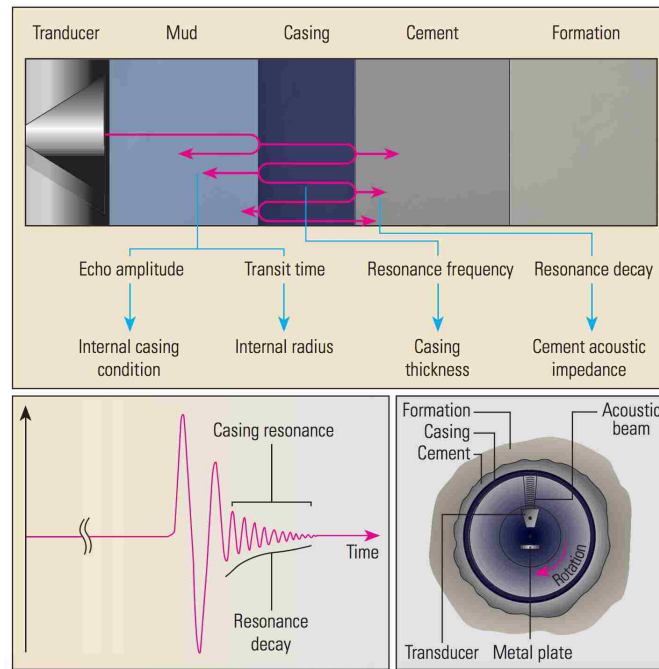 Tranducer Mud Casing Cement Formation
Echo amplitude Transit time Resonance frequency Resonance decay
Internal casing condition Internal radius Casing thickness Cement acoustic impedance
Casing resonance
Time
Resonance
decay
Formation
Casing
Cement
Acoustic
beam
Rotation
Transducer Metal plate